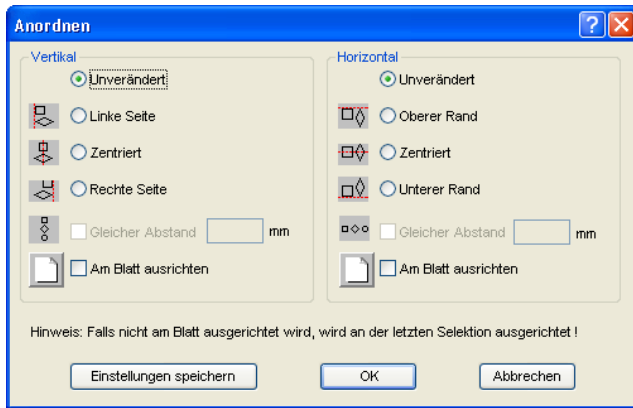 Anordnen
Vertikal
Unverändert
Linke Seite
Zentriert
Rechte Seite
Gleicher Abstand mm
Am Blatt ausrichten
Horizontal
Unverändert
Oberer Rand
Zentriert
Unterer Rand
Gleicher Abstand mm
Am Blatt ausrichten
Hinweis: Falls nicht am Blatt ausgerichtet wird, wird an der letzten Selektion ausgerichtet !
Einstellungen speichern OK Abbrechen